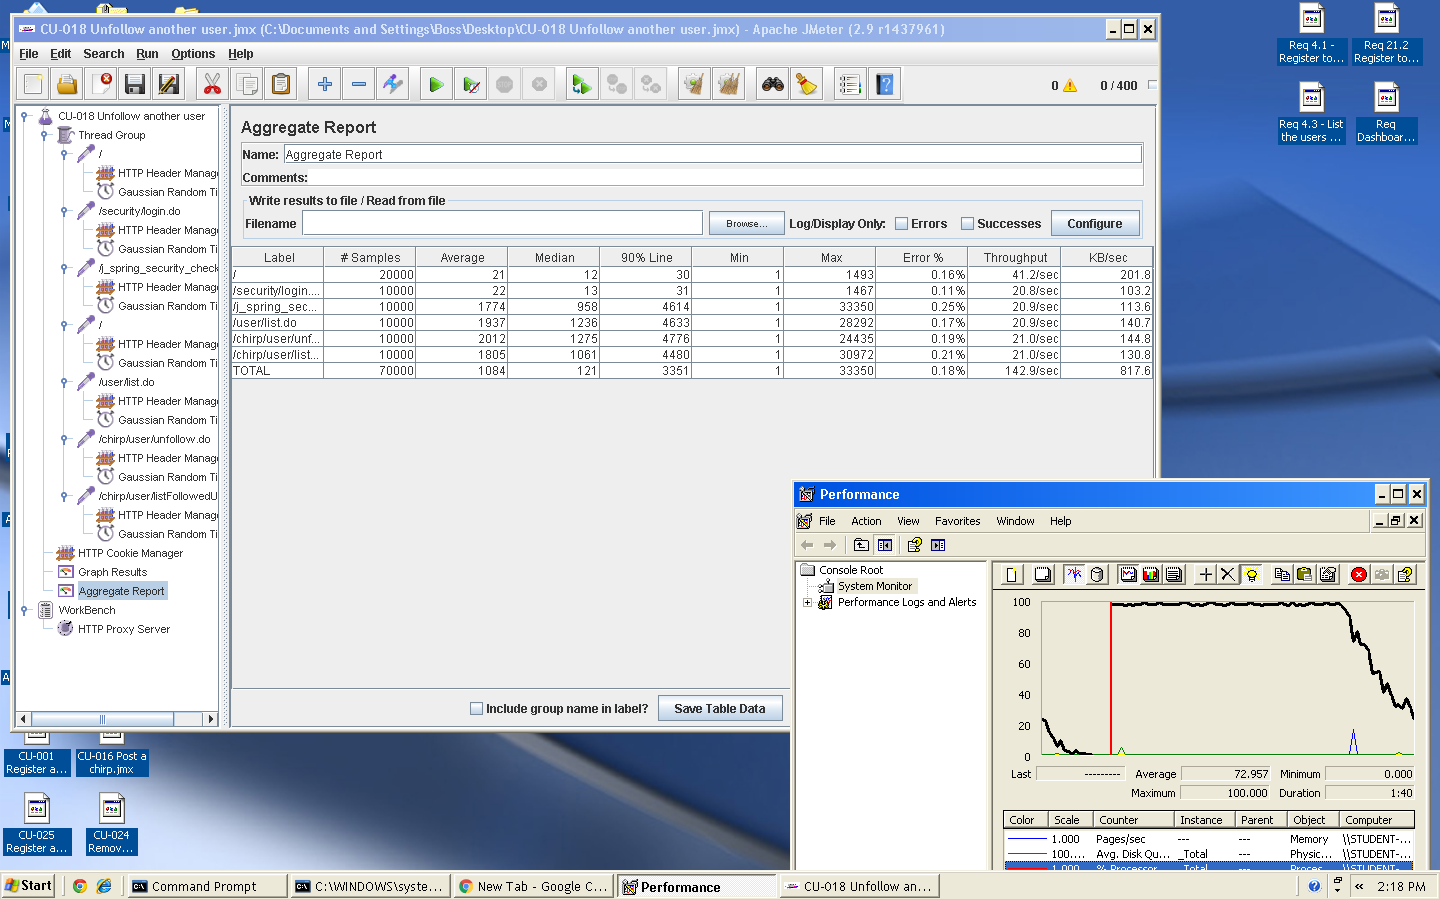 CU-018 Unfollow another user.jmx (C:\Documents and Settings\Boss\Desktop\CU-018 Unfollow another user.jmx) - Apache JMeter (2.9 r1437961)
File Edit Search Run Options Help
0 0 / 400
CU-018 Unfollow another user
Thread Group
/
HTTP Header Manag
Gaussian Random Ti
/security/login.do
HTTP Header Manag
Gaussian Random Ti
/j_spring_security_check
HTTP Header Manag
Gaussian Random Ti
/
HTTP Header Manag
Gaussian Random Ti
/user/list.do
HTTP Header Manag
Gaussian Random Ti
/chirp/user/unfollow.do
HTTP Header Manag
Gaussian Random Ti
/chirp/user/listFollowedU
HTTP Header Manag
Gaussian Random Ti
HTTP Cookie Manager
Graph Results
Aggregate Report
WorkBench
HTTP Proxy Server
Aggregate Report
Name: Aggregate Report
Comments:
Write results to file / Read from file
Filename Browse... Log/Display Only: Errors Successes Configure
Label # Samples Average Median 90% Line Min Max Error % Throughput KB/sec
/ 20000 21 12 30 1 1493 0.16% 41.2/sec 201.8
/security/login.... 10000 22 13 31 1 1467 0.11% 20.8/sec 103.2
/j_spring_sec... 10000 1774 958 4614 1 33350 0.25% 20.9/sec 113.6
/user/list.do 10000 1937 1236 4633 1 28292 0.17% 20.9/sec 140.7
/chirp/user/unf... 10000 2012 1275 4776 1 24435 0.19% 21.0/sec 144.8
/chirp/user/list... 10000 1805 1061 4480 1 30972 0.21% 21.0/sec 130.8
TOTAL 70000 1084 121 3351 1 33350 0.18% 142.9/sec 817.6
Include group name in label? Save Table Data
Req 4.1 - Register to...
Req 21.2 Register to...
Req 4.3 - List the users ...
Req Dashboar...
Performance
File Action View Favorites Window Help
Console Root
System Monitor
Performance Logs and Alerts
100
80
60
40
20
0
Last --------- Average 72.957 Minimum 0.000
Maximum 100.000 Duration 1:40
Color Scale Counter Instance Parent Object Computer
1.000 Pages/sec --- --- Memory \\STUDENT-...
100.... Avg. Disk Qu... _Total --- Physic... \\STUDENT-...
1.000 % Processor _Total --- Proces \\STUDENT-...
CU-001 Register a...
CU-016 Post a chirp.jmx
CU-025 Register a...
CU-024 Remov...
Start Command Prompt C:\WINDOWS\syste... New Tab - Google C... Performance CU-018 Unfollow an... « 2:18 PM